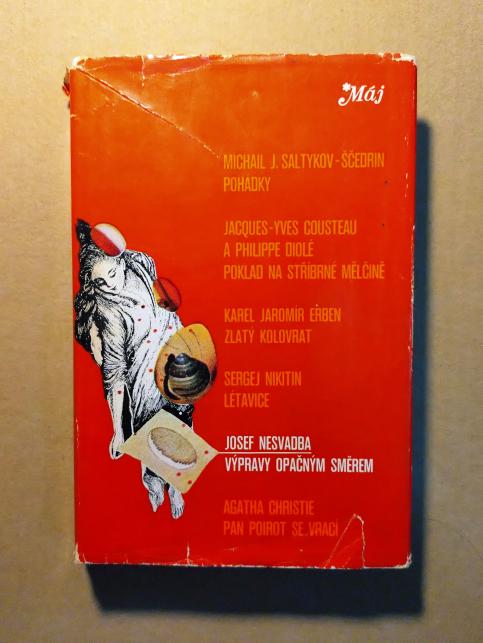 Máj
MICHAIL J. SALTYKOV-ŠČEDRIN
POHÁDKY
JACQUES-YVES COUSTEAU
A PHILIPPE DIOLÉ
POKLAD NA STŘÍBRNÉ MĚLČINĚ
KAREL JAROMÍR ERBEN
ZLATÝ KOLOVRAT
SERGEJ NIKITIN
LÉTAVICE
JOSEF NESVADBA
VÝPRAVY OPAČNÝM SMĚREM
AGATHA CHRISTIE
PAN POIROT SE VRACÍ